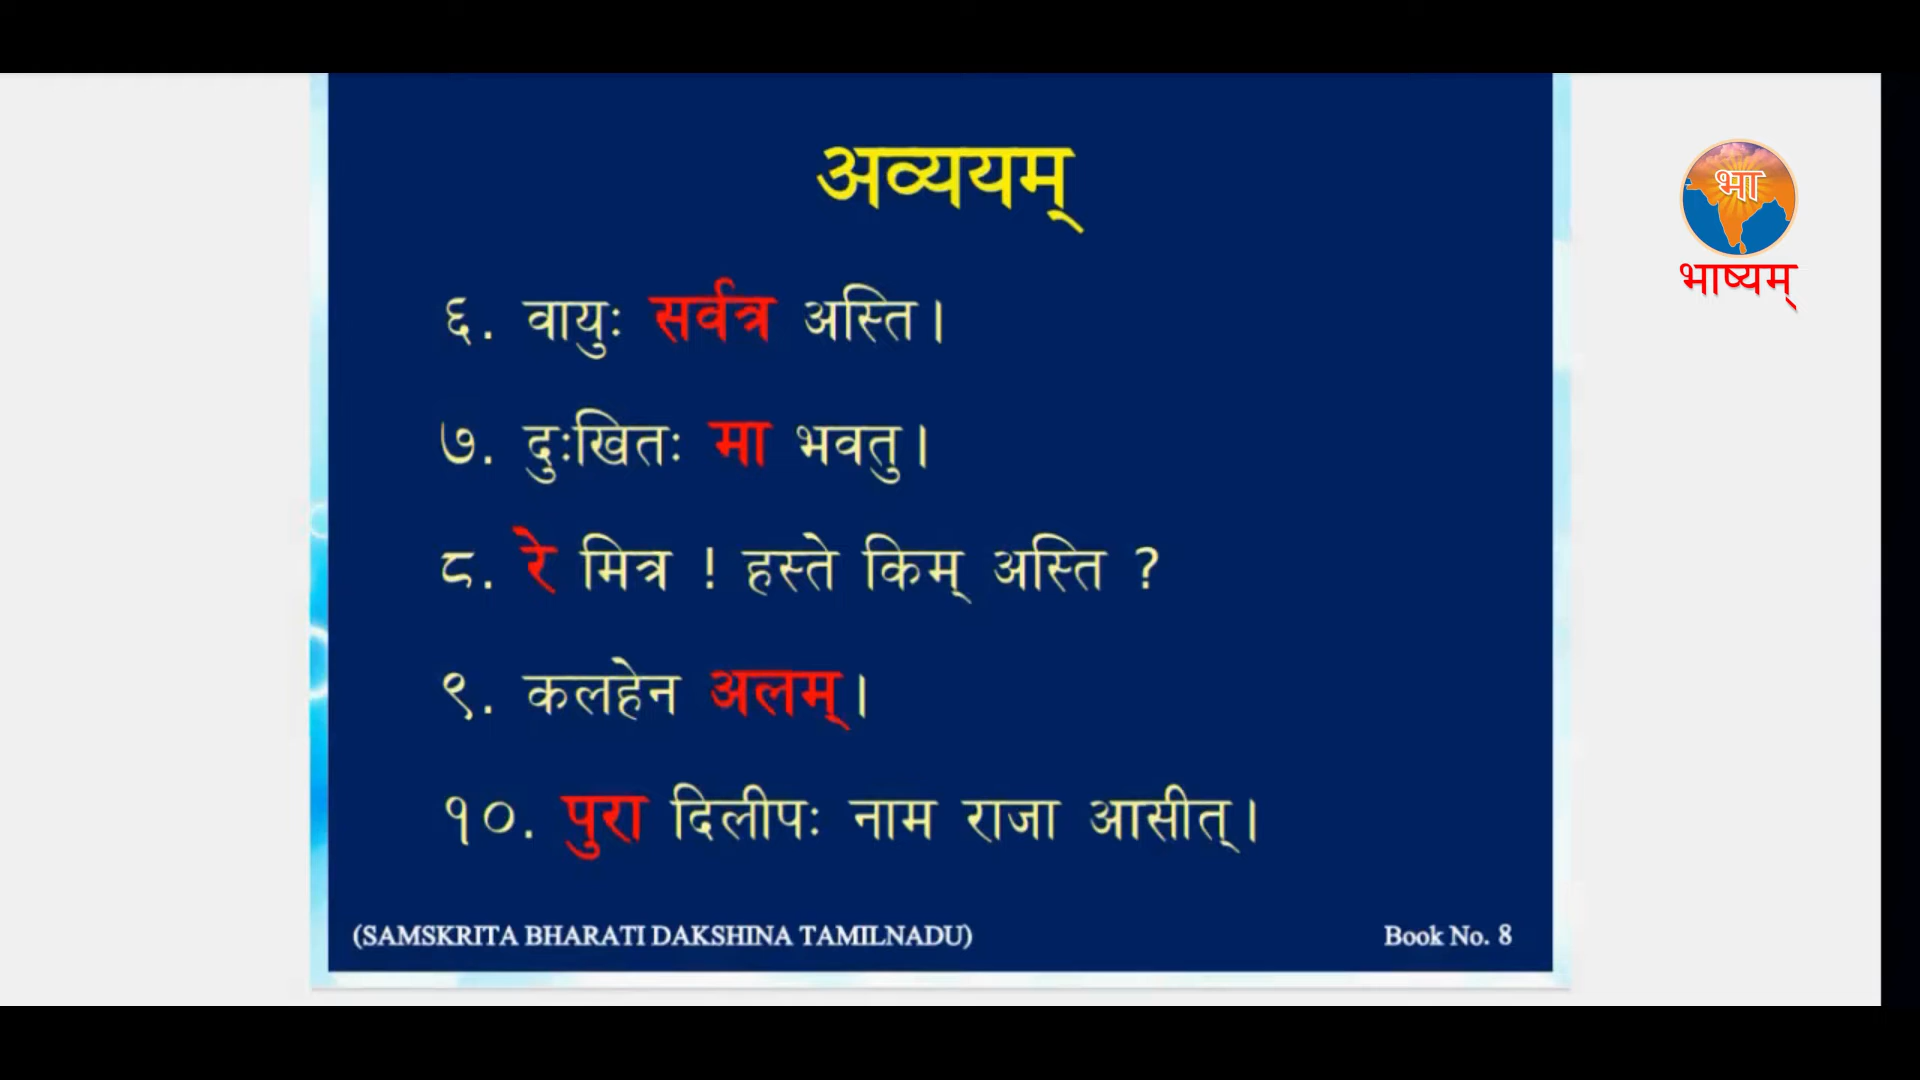 अव्ययम्
भा
भाष्यम्
६. वायुः सर्वत्र अस्ति।
७. दुःखितः मा भवतु।
८. रे मित्र ! हस्ते किम् अस्ति ?
९. कलहेन अलम्।
१०. पुरा दिलीपः नाम राजा आसीत्।
(SAMSKRITA BHARATI DAKSHINA TAMILNADU) Book No. 8